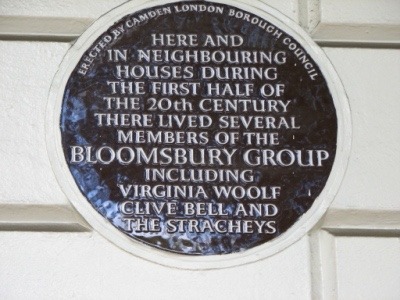 ERECTED BY CAMDEN LONDON BOROUGH COUNCIL
HERE AND
IN NEIGHBOURING
HOUSES DURING
THE FIRST HALF OF
THE 20th CENTURY
THERE LIVED SEVERAL
MEMBERS OF THE
BLOOMSBURY GROUP
INCLUDING
VIRGINIA WOOLF
CLIVE BELL AND
THE STRACHEYS